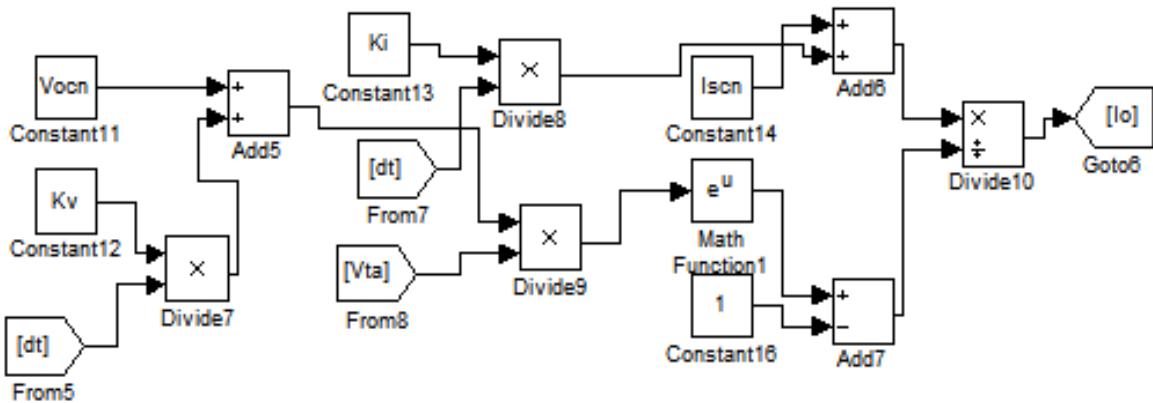 Vocn
Constant11
Kv
Constant12
[dt]
From5
×
Divide7
+
+
Add5
Ki
Constant13
[dt]
From7
[Vta]
From8
×
Divide8
×
Divide9
Iscn
Constant14
e^u
Math
Function1
1
Constant16
+
+
Add6
+
−
Add7
×
÷
Divide10
[Io]
Goto6